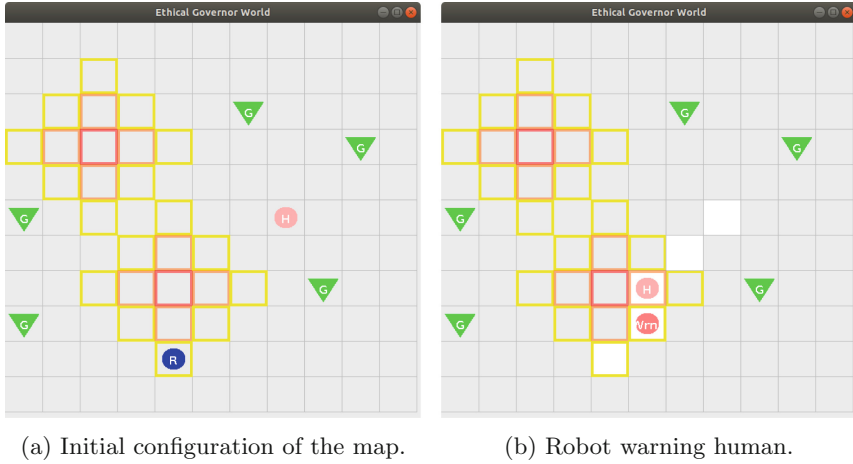 Ethical Governor World
G
G
G
H
G
G
R
(a) Initial configuration of the map.
Ethical Governor World
G
G
G
H
G
Wrn
G
(b) Robot warning human.